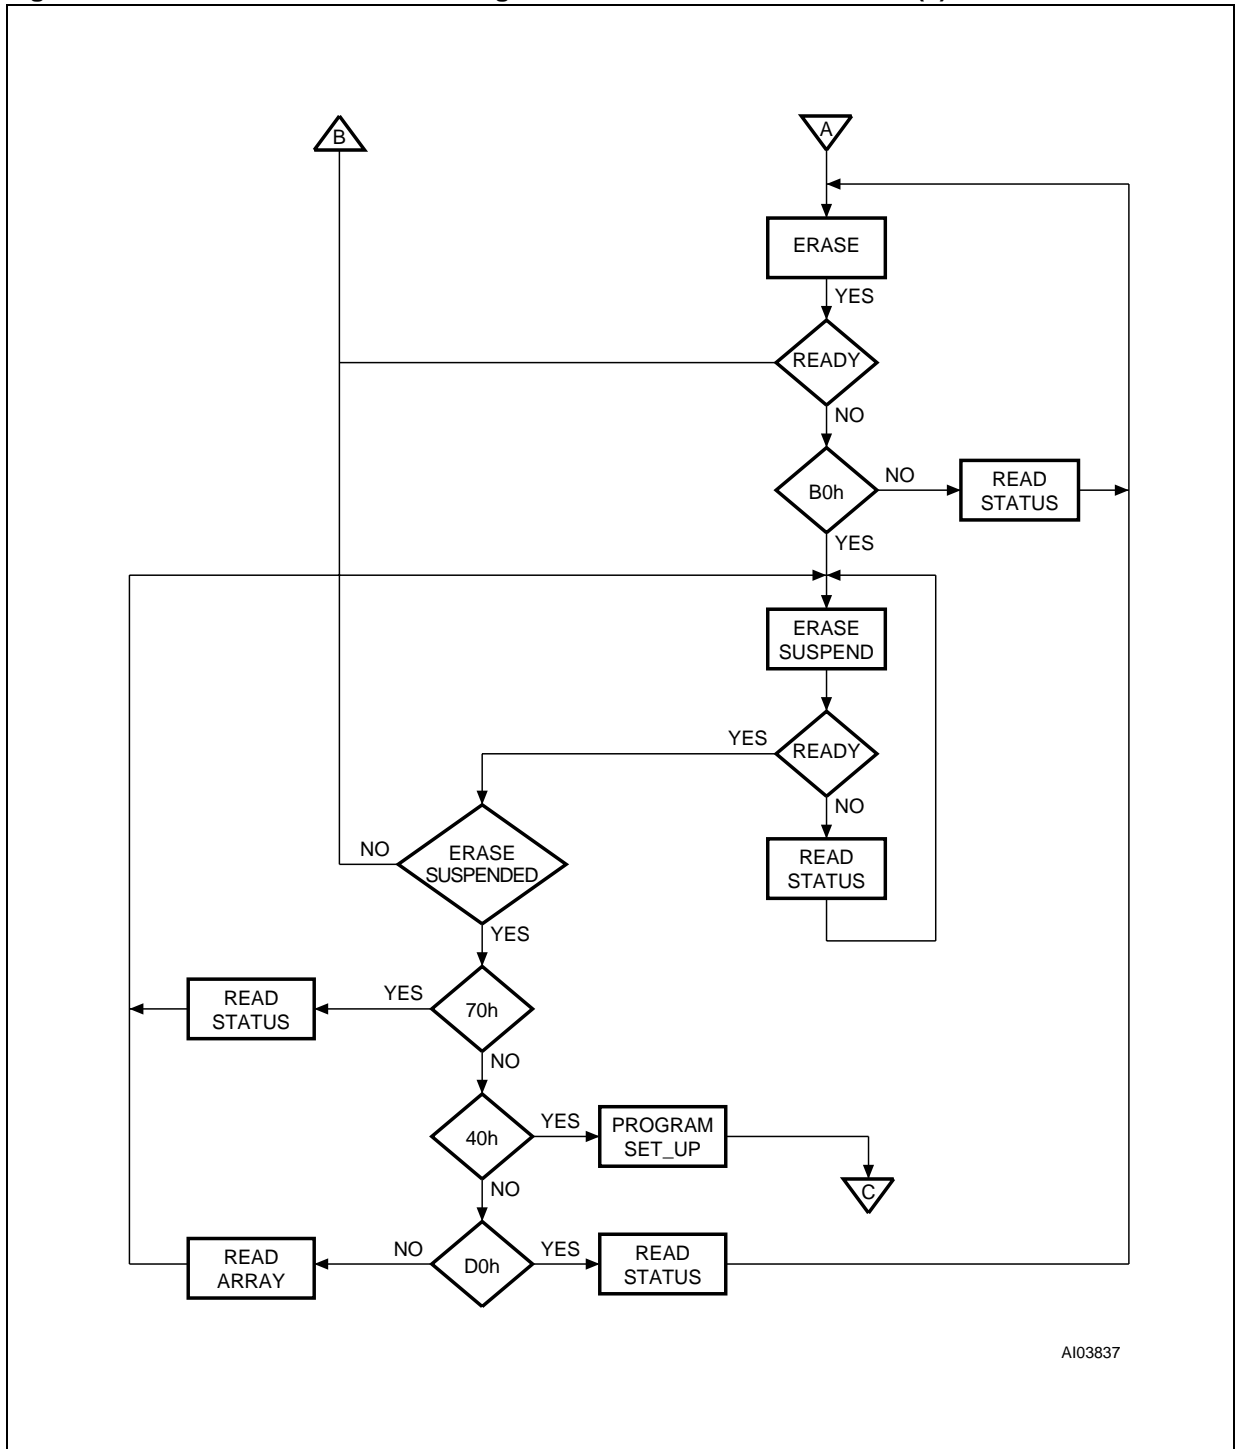 B
A
ERASE
YES
READY
NO
B0h
NO
READ
STATUS
YES
ERASE
SUSPEND
YES
READY
NO
NO
ERASE
SUSPENDED
READ
STATUS
YES
READ
STATUS
YES
70h
NO
40h
YES
PROGRAM
SET_UP
NO
C
READ
ARRAY
NO
D0h
YES
READ
STATUS
AI03837